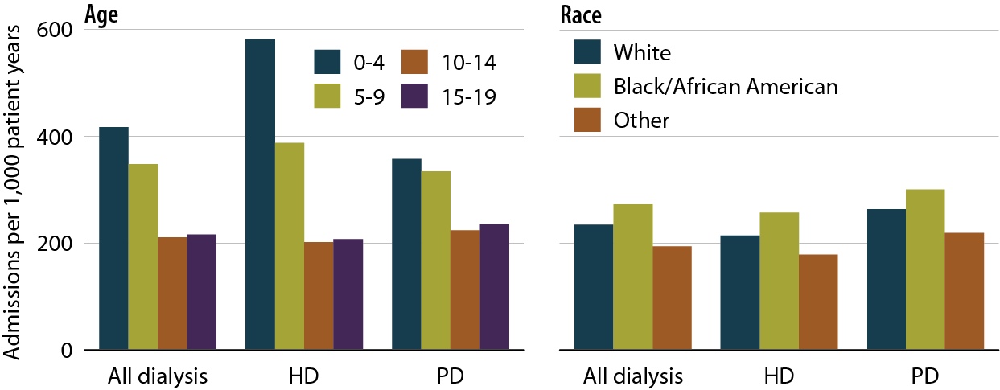 Age
Admissions per 1,000 patient years
600
400
200
0
0-4
10-14
5-9
15-19
All dialysis
HD
PD
Race
White
Black/African American
Other
All dialysis
HD
PD